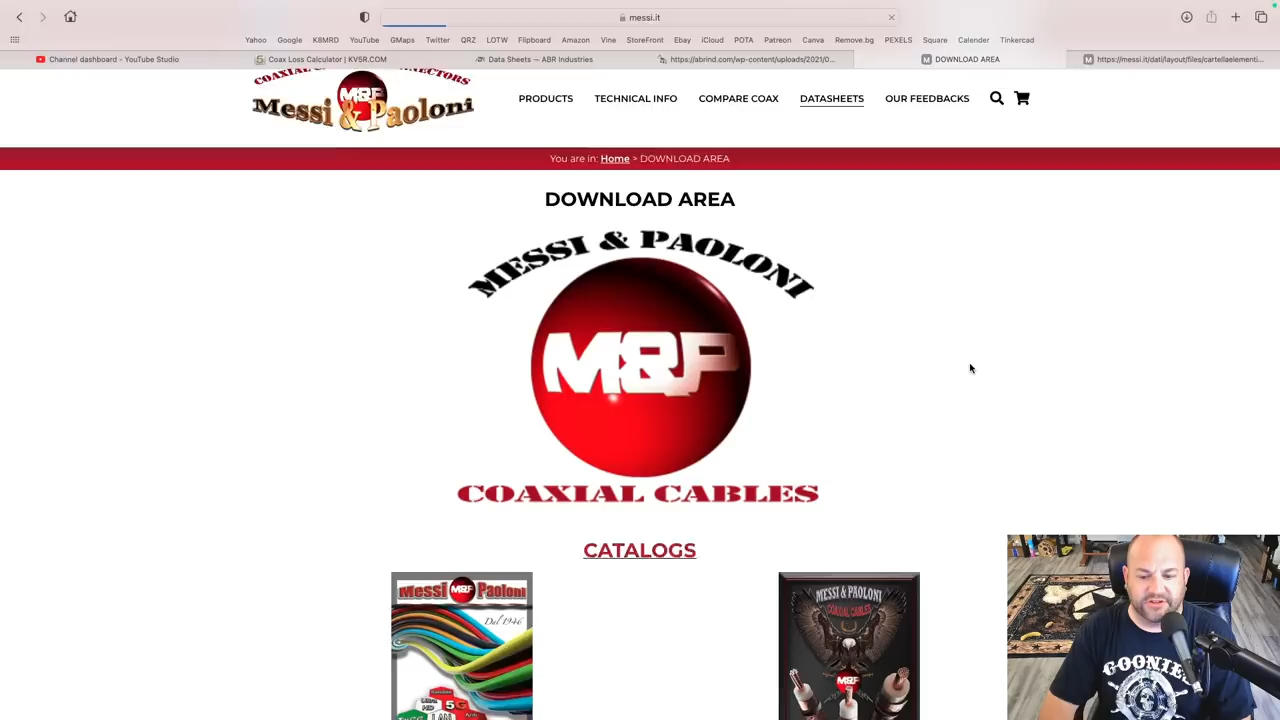 messi.it
Yahoo Google K8MRD YouTube GMaps Twitter QRZ LOTW Flipboard Amazon Vine StoreFront Ebay iCloud POTA Patreon Canva Remove.bg PEXELS Square Calender Tinkercad
Channel dashboard - YouTube Studio
Coax Loss Calculator | KV5R.COM
Data Sheets — ABR Industries
https://abrind.com/wp-content/uploads/2021/0...
DOWNLOAD AREA
https://messi.it/dati/layout/files/cartellaelementi...
M&P
Messi & Paoloni
PRODUCTS TECHNICAL INFO COMPARE COAX DATASHEETS OUR FEEDBACKS
You are in: Home > DOWNLOAD AREA
DOWNLOAD AREA
MESSI & PAOLONI
M&P
COAXIAL CABLES
CATALOGS
Messi M&P Paoloni
Dal 1946
5G
LAN
MESSI & PAOLONI
COAXIAL CABLES
M&P
GOONIES